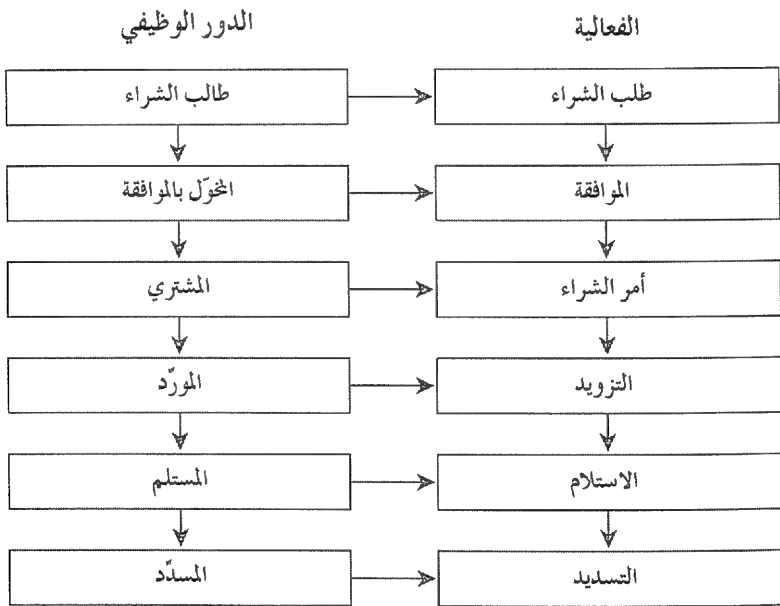 الفعالية
الدور الوظيفي
طلب الشراء
طالب الشراء
الموافقة
المخوّل بالموافقة
أمر الشراء
المشتري
التزويد
المورّد
الاستلام
المستلم
التسديد
المسدّد